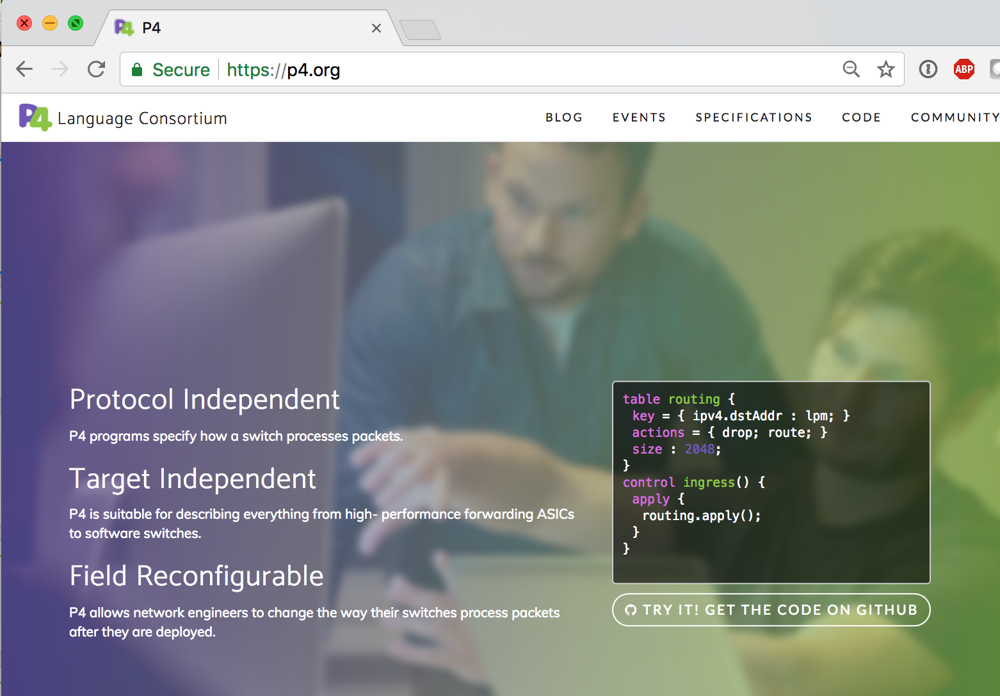 P4
Secure https://p4.org
ABP
P4 Language Consortium
BLOG EVENTS SPECIFICATIONS CODE COMMUNITY
Protocol Independent
P4 programs specify how a switch processes packets.
Target Independent
P4 is suitable for describing everything from high- performance forwarding ASICs
to software switches.
Field Reconfigurable
P4 allows network engineers to change the way their switches process packets
after they are deployed.
table routing {
key = { ipv4.dstAddr : lpm; }
actions = { drop; route; }
size : 2048;
}
control ingress() {
apply {
routing.apply();
}
}
TRY IT! GET THE CODE ON GITHUB